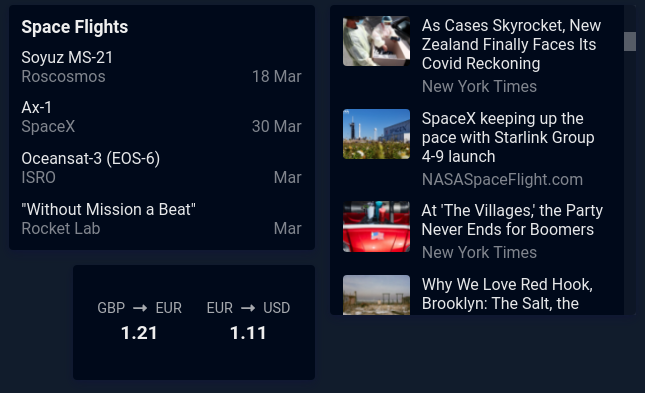 Space Flights
Soyuz MS-21
Roscosmos 18 Mar
Ax-1
SpaceX 30 Mar
Oceansat-3 (EOS-6)
ISRO Mar
"Without Mission a Beat"
Rocket Lab Mar
GBP → EUR EUR → USD
1.21 1.11
As Cases Skyrocket, New
Zealand Finally Faces Its
Covid Reckoning
New York Times
SpaceX keeping up the
pace with Starlink Group
4-9 launch
NASASpaceFlight.com
At 'The Villages,' the Party
Never Ends for Boomers
New York Times
Why We Love Red Hook,
Brooklyn: The Salt, the